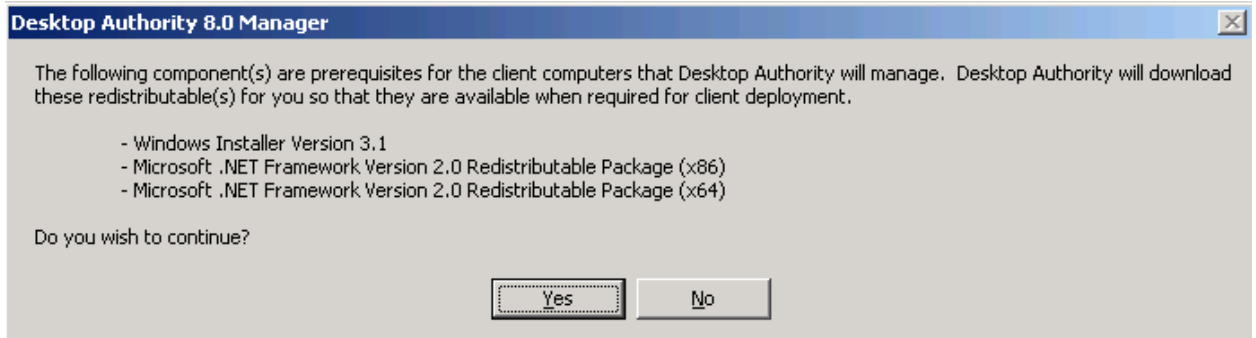 Desktop Authority 8.0 Manager
The following component(s) are prerequisites for the client computers that Desktop Authority will manage.  Desktop Authority will download
these redistributable(s) for you so that they are available when required for client deployment.
- Windows Installer Version 3.1
- Microsoft .NET Framework Version 2.0 Redistributable Package (x86)
- Microsoft .NET Framework Version 2.0 Redistributable Package (x64)
Do you wish to continue?
Yes No